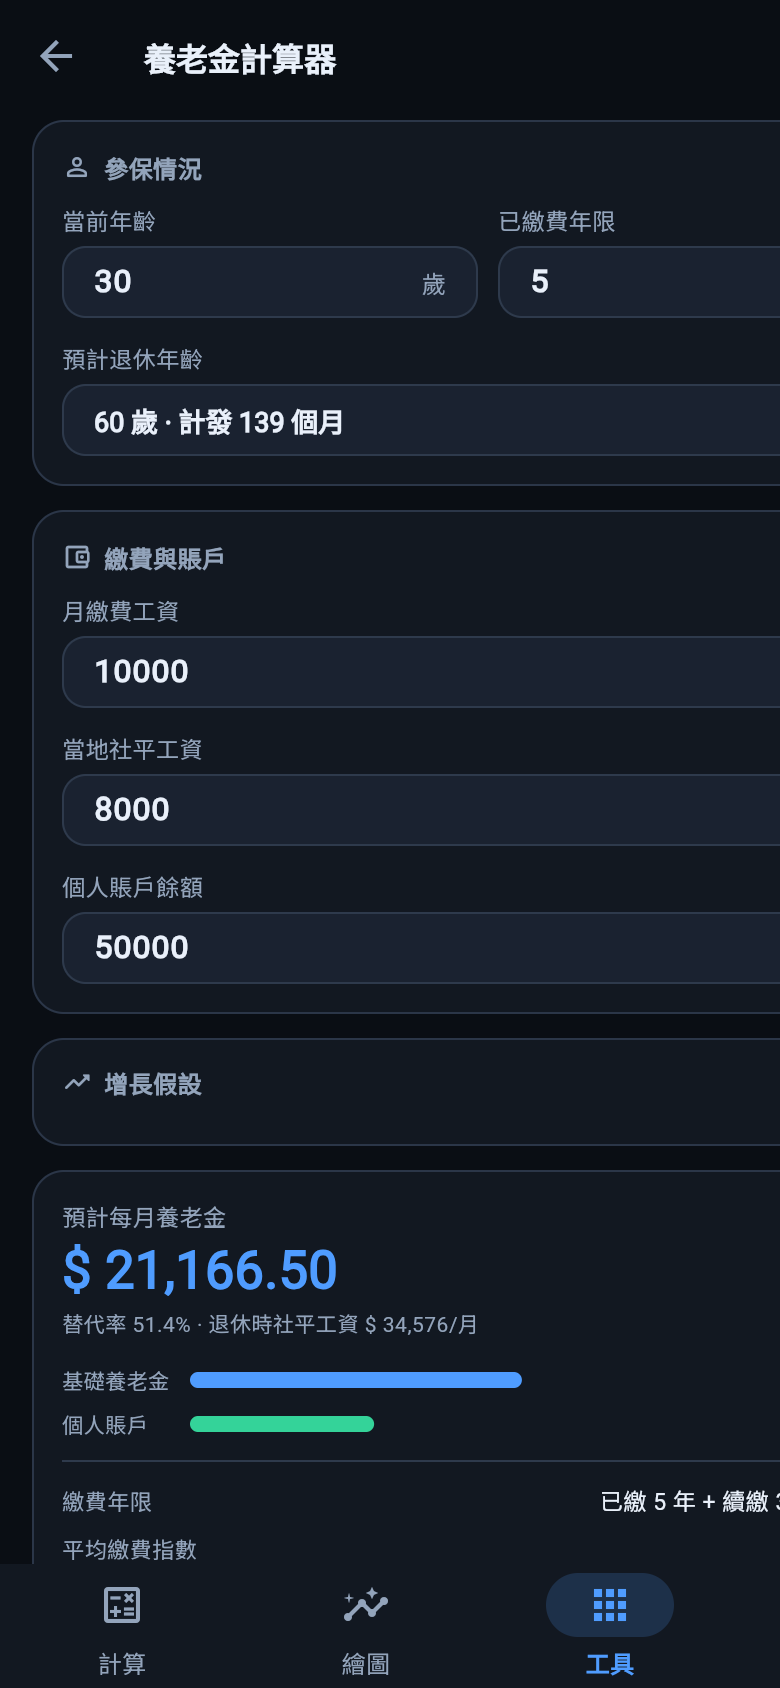 養老金計算器
參保情況
當前年齡
已繳費年限
30 歲
5
預計退休年齡
60 歲 · 計發 139 個月
繳費與賬戶
月繳費工資
10000
當地社平工資
8000
個人賬戶餘額
50000
增長假設
預計每月養老金
$ 21,166.50
替代率 51.4% · 退休時社平工資 $ 34,576/月
基礎養老金
個人賬戶
繳費年限
已繳 5 年 + 續繳
平均繳費指數
計算
繪圖
工具